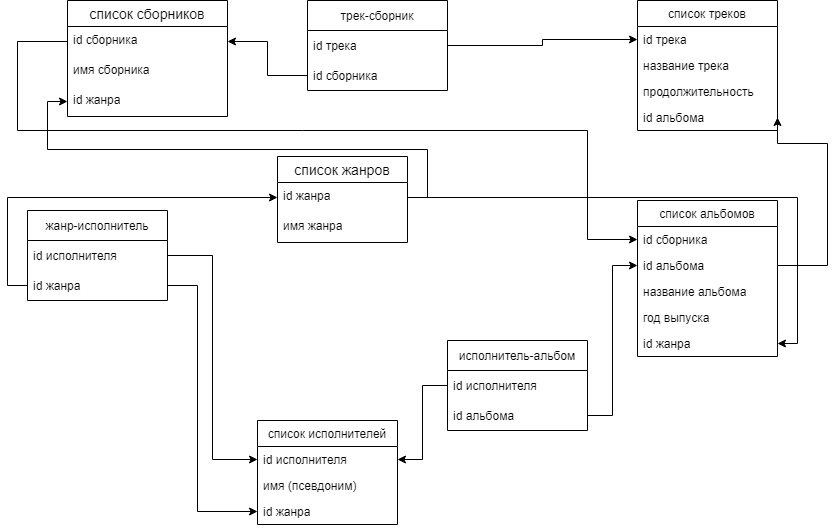 список сборников
id сборника
имя сборника
id жанра
трек-сборник
id трека
id сборника
список треков
id трека
название трека
продолжительность
id альбома
список жанров
id жанра
имя жанра
жанр-исполнитель
id исполнителя
id жанра
список альбомов
id сборника
id альбома
название альбома
год выпуска
id жанра
исполнитель-альбом
id исполнителя
id альбома
список исполнителей
id исполнителя
имя (псевдоним)
id жанра